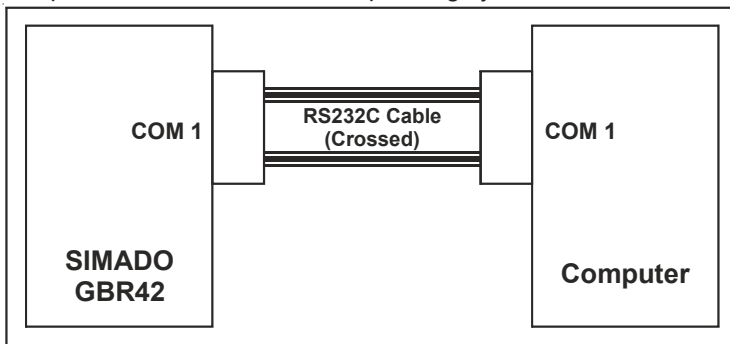 COM 1
RS232C Cable
(Crossed)
COM 1
SIMADO
GBR42
Computer